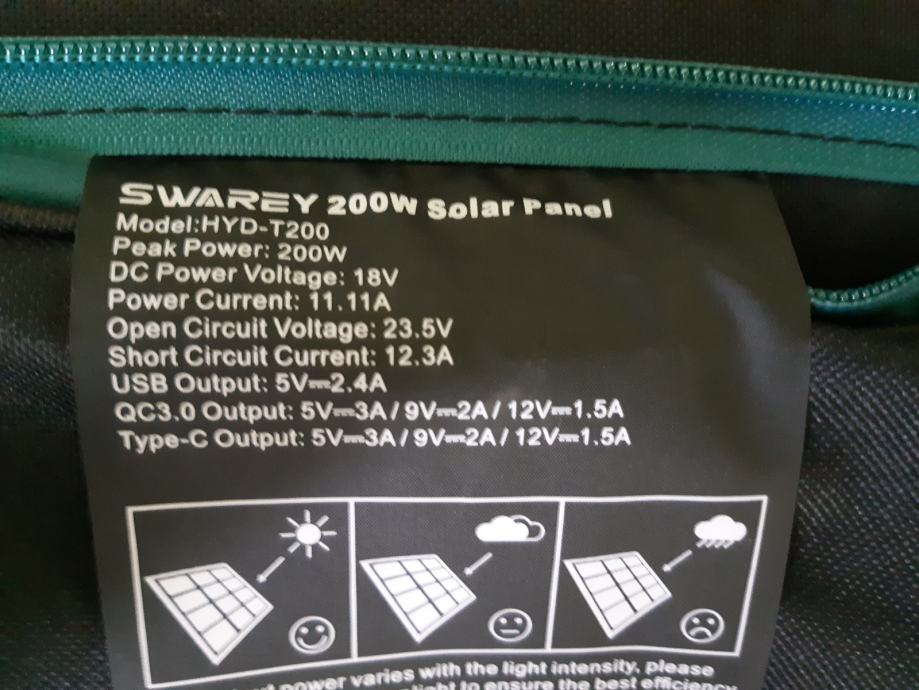 SWAREY 200W Solar Panel
Model:HYD-T200
Peak Power: 200W
DC Power Voltage: 18V
Power Current: 11.11A
Open Circuit Voltage: 23.5V
Short Circuit Current: 12.3A
USB Output: 5V⎓2.4A
QC3.0 Output: 5V⎓3A / 9V⎓2A / 12V⎓1.5A
Type-C Output: 5V⎓3A / 9V⎓2A / 12V⎓1.5A
power varies with the light intensity, please
to ensure the best efficiency